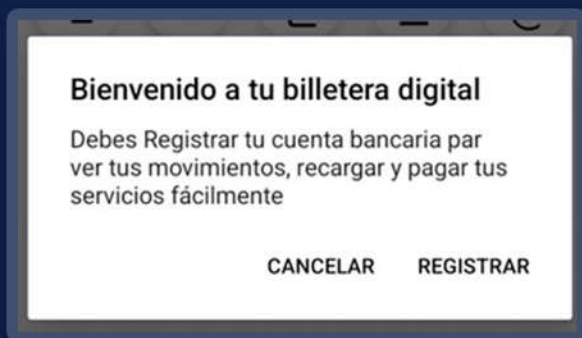 Bienvenido a tu billetera digital
Debes Registrar tu cuenta bancaria par
ver tus movimientos, recargar y pagar tus
servicios fácilmente
CANCELAR REGISTRAR